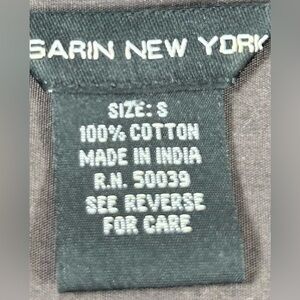 SARIN NEW YORK
SIZE: S
100% COTTON
MADE IN INDIA
R.N. 50039
SEE REVERSE
FOR CARE